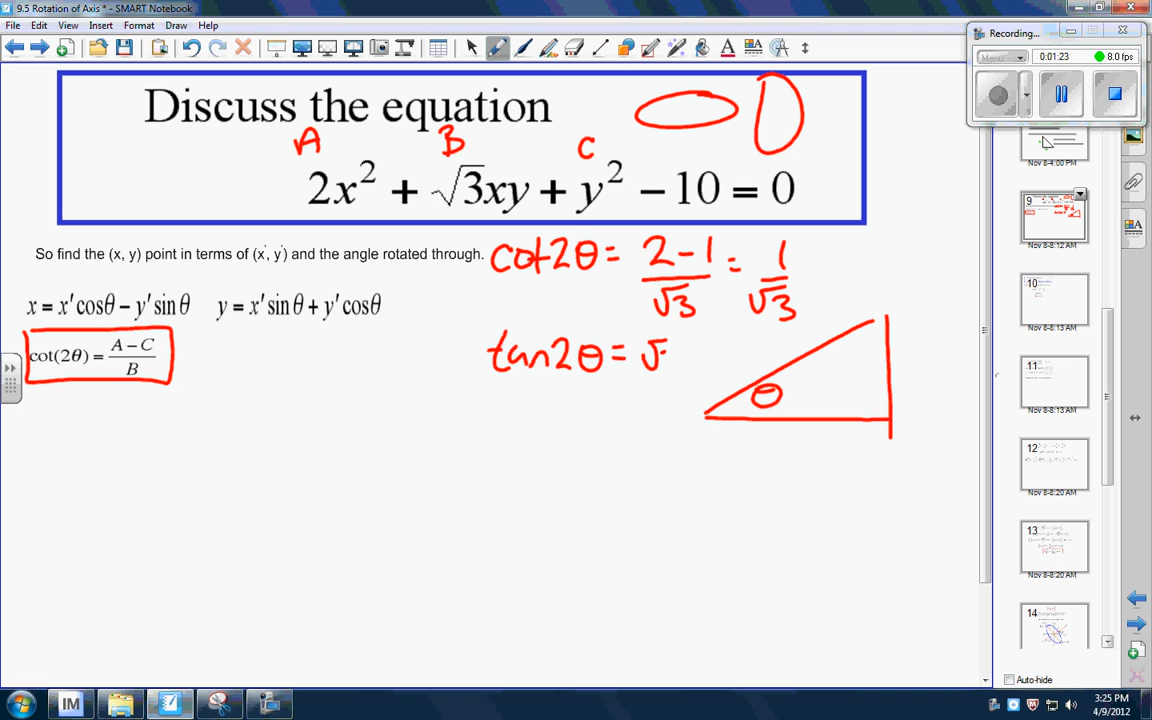 9.5 Rotation of Axis * - SMART Notebook
File Edit View Insert Format Tools Draw Help
Recording...
Menu 0:01:23 8.0 fps
Discuss the equation
A B C
2x² + √3xy + y² − 10 = 0
So find the (x, y) point in terms of (x', y') and the angle rotated through.
cot2θ = 2-1/√3 = 1/√3
x = x'cosθ − y'sinθ y = x'sinθ + y'cosθ
cot(2θ) = A − C/B
tan2θ = √
θ
Nov 8-4:00 PM
9
Nov 8-8:12 AM
10
Nov 8-8:13 AM
11
Nov 8-8:13 AM
12
Nov 8-8:20 AM
13
Nov 8-8:20 AM
14
Auto-hide
IM
3:25 PM
4/9/2012